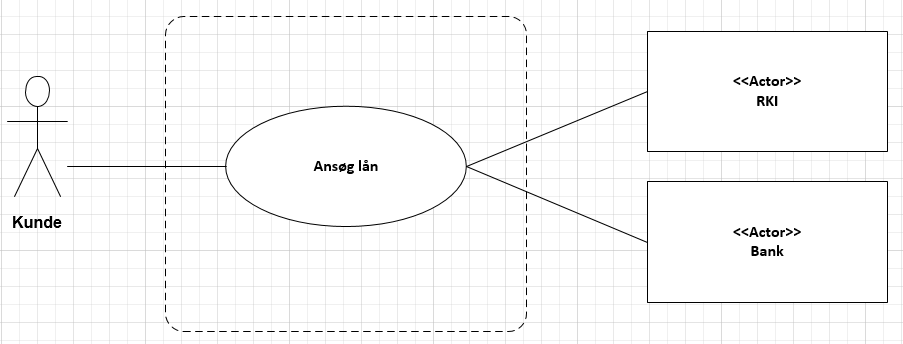 Kunde
Ansøg lån
<<Actor>>
RKI
<<Actor>>
Bank